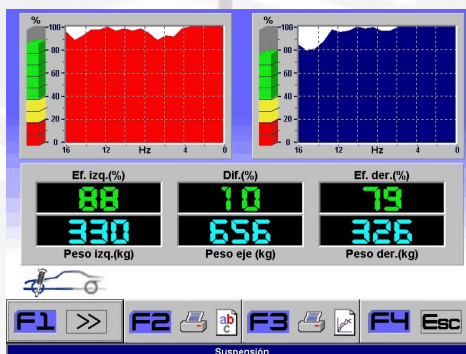 % %
100 100
80 80
60 60
40 40
20 20
0 0
16 12 Hz 4 0 16 12 Hz 4 0
Ef. izq.(%) Dif.(%) Ef. der.(%)
88 10 79
330 656 326
Peso izq.(kg) Peso eje (kg) Peso der.(kg)
F1 >> F2 ab c F3 F4 Esc
Suspensión